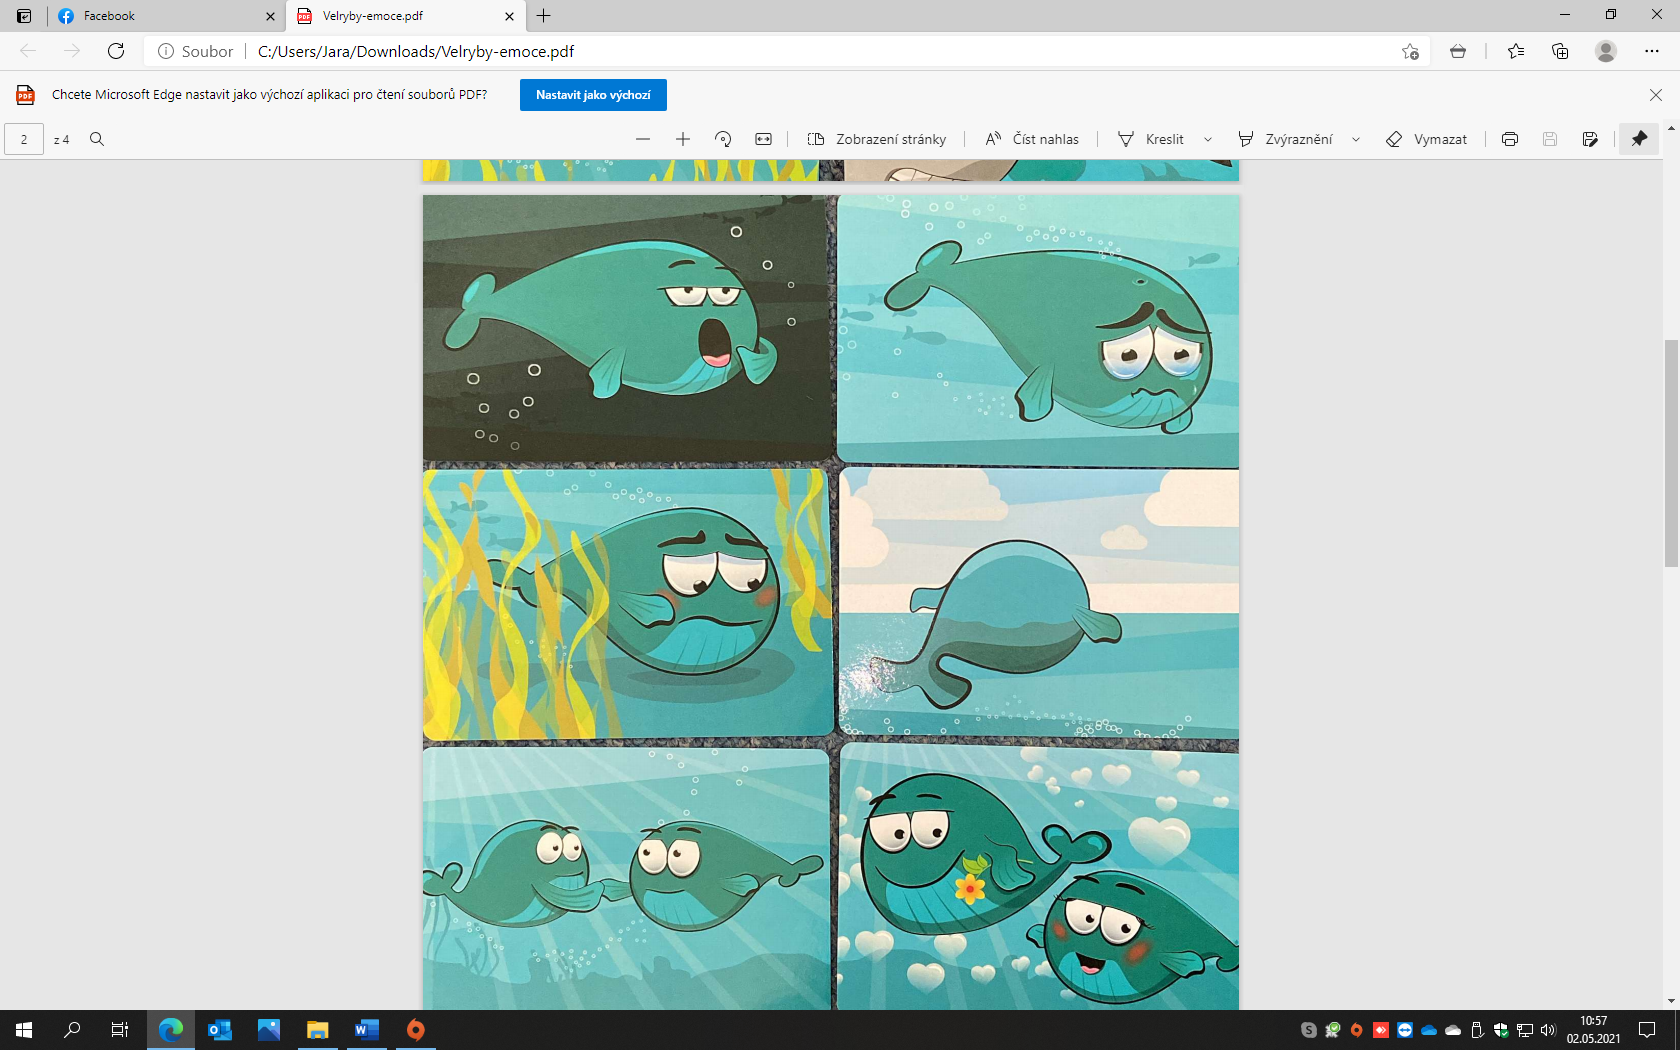 Facebook
Velryby-emoce.pdf
Soubor
C:/Users/Jara/Downloads/Velryby-emoce.pdf
PDF
Chcete Microsoft Edge nastavit jako výchozí aplikaci pro čtení souborů PDF?
Nastavit jako výchozí
2
z 4
Zobrazení stránky
Číst nahlas
Kreslit
Zvýraznění
Vymazat
10:57
02.05.2021